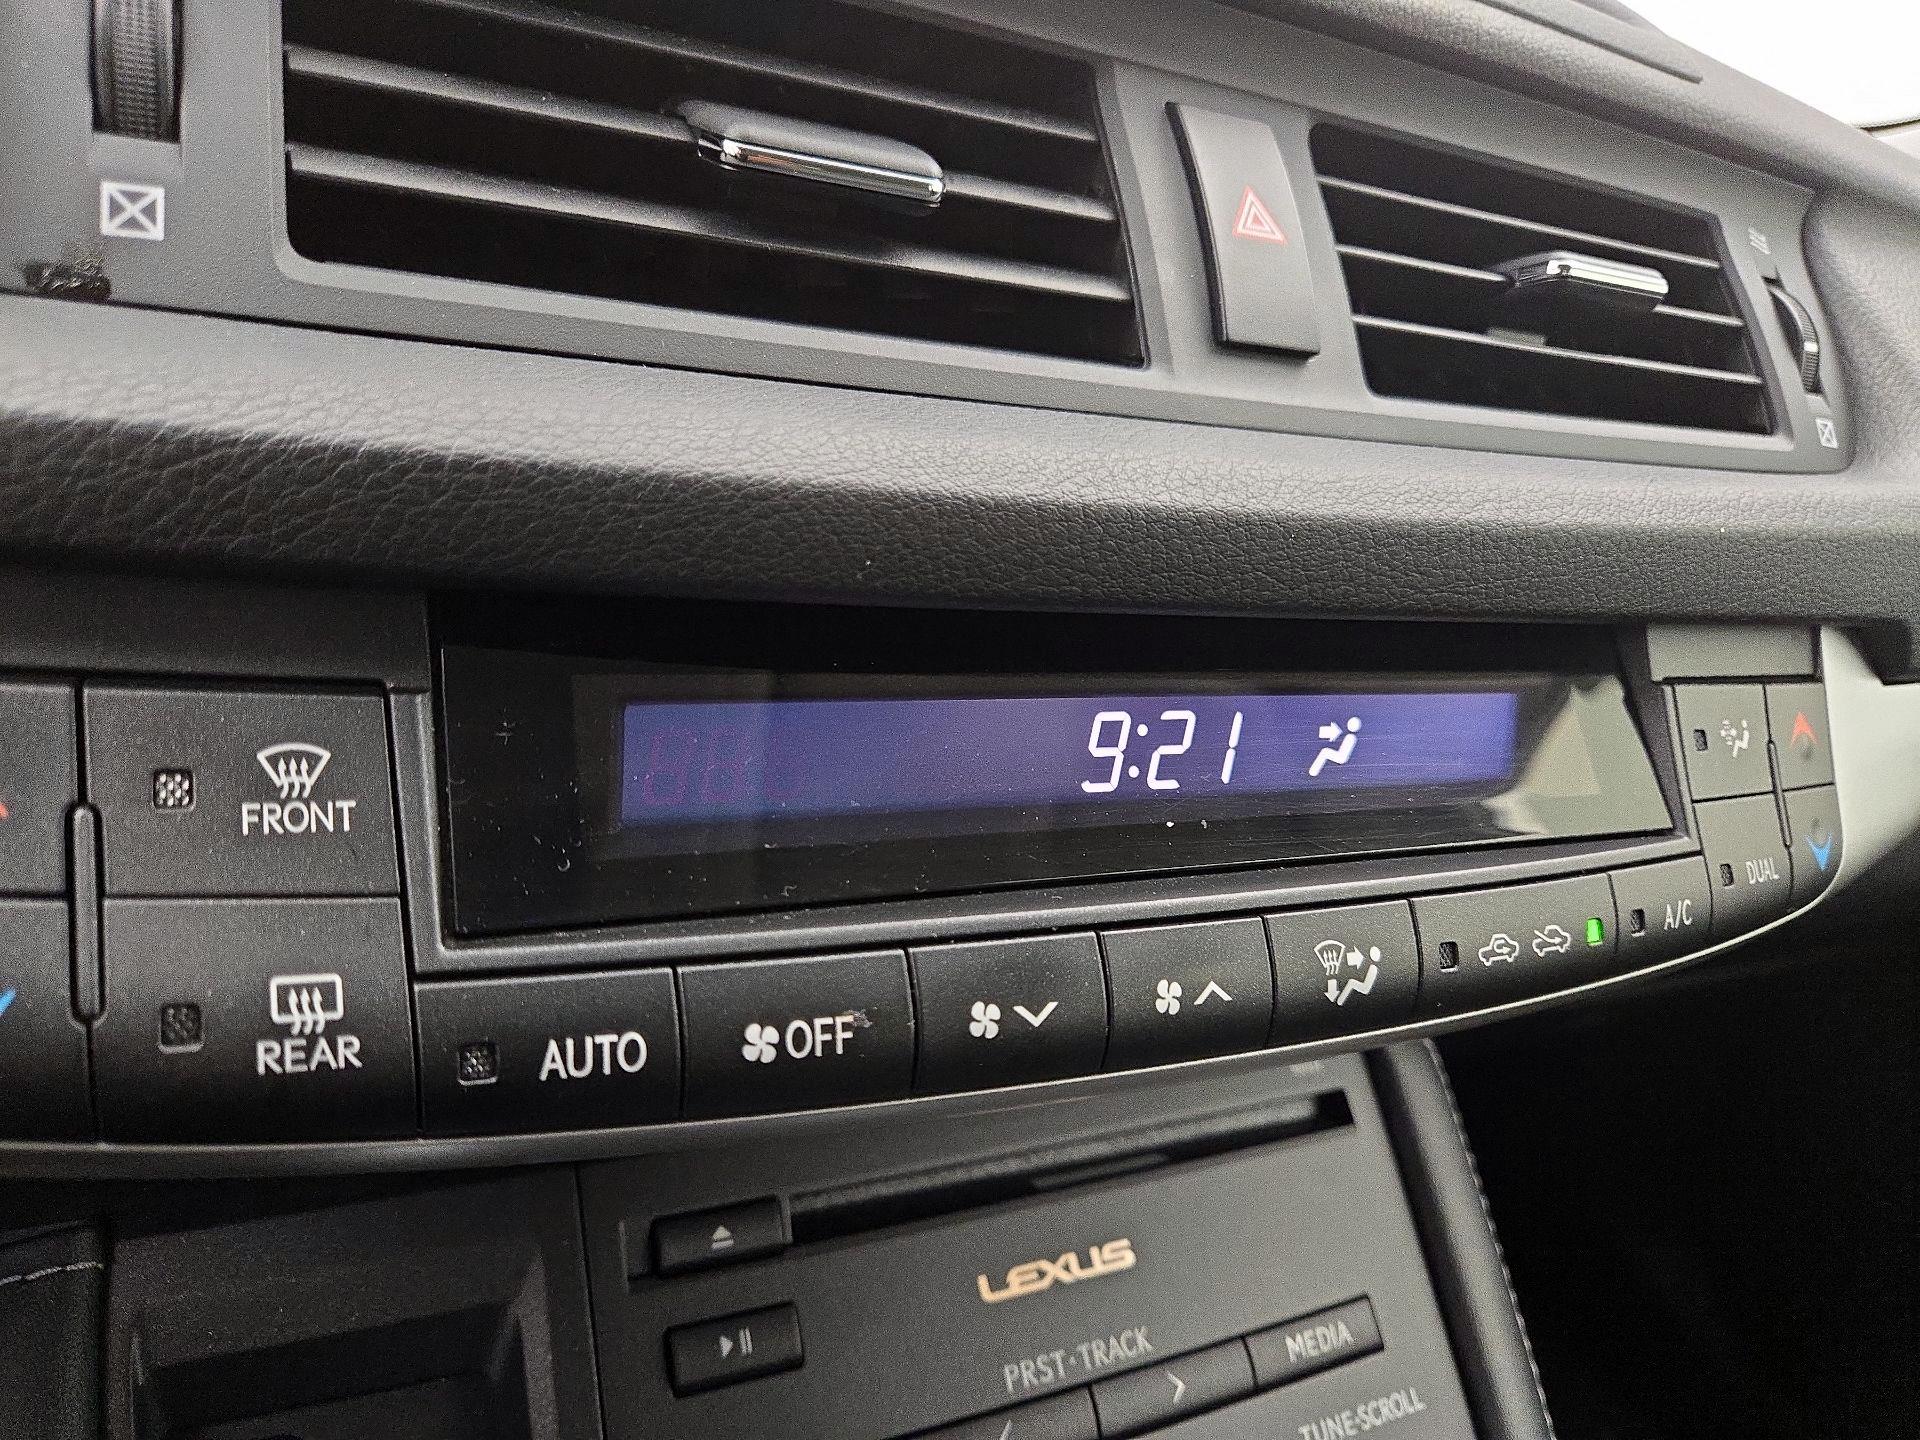 9:21
FRONT
DUAL
A/C
REAR
AUTO
OFF
LEXUS
PRST·TRACK
MEDIA
TUNE·SCROLL